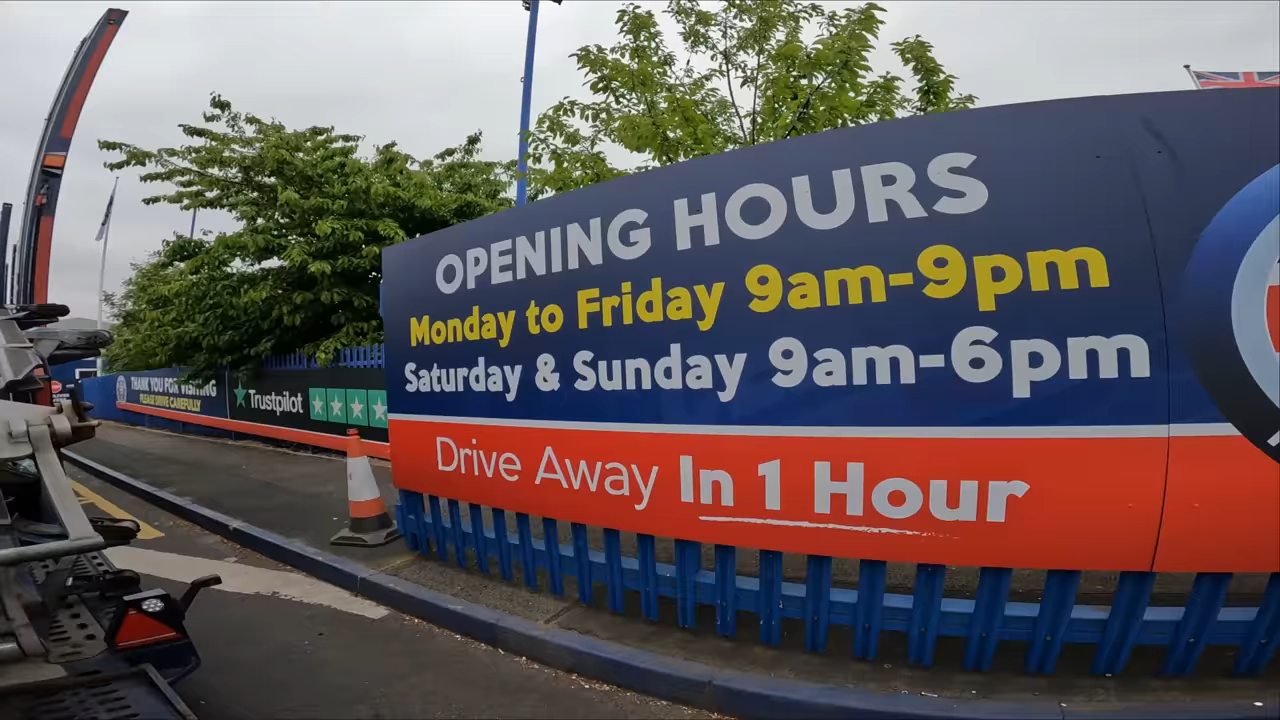 OPENING HOURS
Monday to Friday 9am-9pm
Saturday & Sunday 9am-6pm
Drive Away In 1 Hour
THANK YOU FOR VISITING
PLEASE DRIVE CAREFULLY
Trustpilot